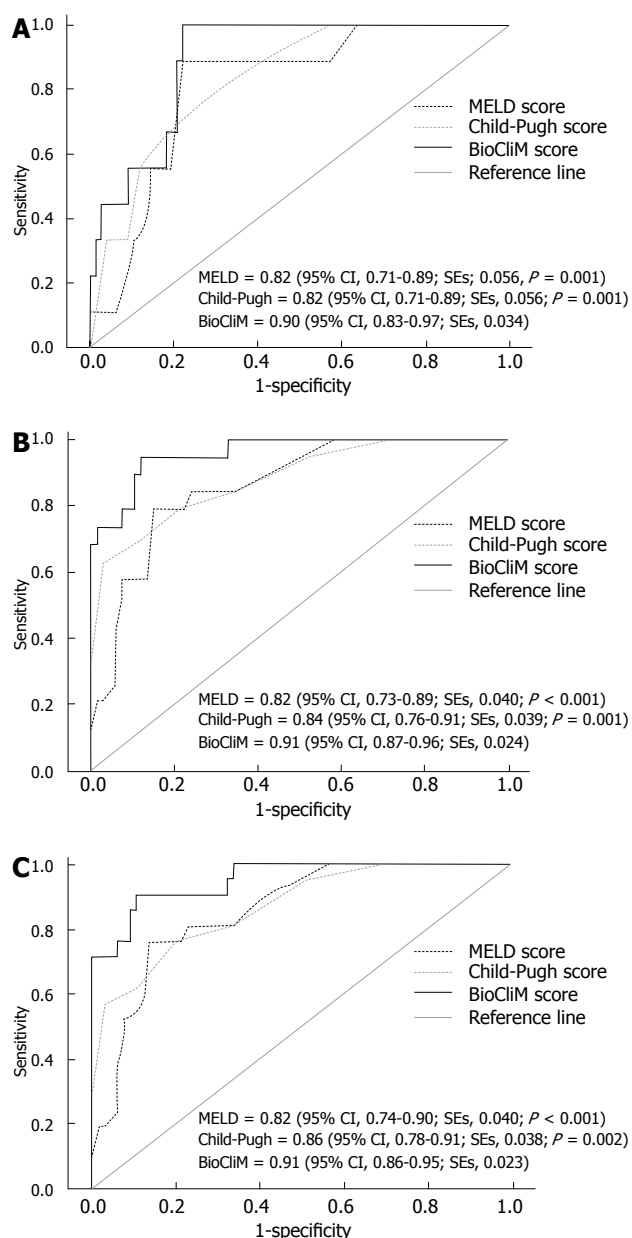 A
1.0
0.8
0.6
0.4
0.2
0.0
Sensitivity
MELD score
Child-Pugh score
BioCliM score
Reference line
MELD = 0.82 (95% CI, 0.71-0.89; SEs; 0.056, P = 0.001)
Child-Pugh = 0.82 (95% CI, 0.71-0.89; SEs, 0.056; P = 0.001)
BioCliM = 0.90 (95% CI, 0.83-0.97; SEs, 0.034)
0.0 0.2 0.4 0.6 0.8 1.0
1-specificity
B
1.0
0.8
0.6
0.4
0.2
0.0
Sensitivity
MELD score
Child-Pugh score
BioCliM score
Reference line
MELD = 0.82 (95% CI, 0.73-0.89; SEs, 0.040; P < 0.001)
Child-Pugh = 0.84 (95% CI, 0.76-0.91; SEs, 0.039; P = 0.001)
BioCliM = 0.91 (95% CI, 0.87-0.96; SEs, 0.024)
0.0 0.2 0.4 0.6 0.8 1.0
1-specificity
C
1.0
0.8
0.6
0.4
0.2
0.0
Sensitivity
MELD score
Child-Pugh score
BioCliM score
Reference line
MELD = 0.82 (95% CI, 0.74-0.90; SEs, 0.040; P < 0.001)
Child-Pugh = 0.86 (95% CI, 0.78-0.91; SEs, 0.038; P = 0.002)
BioCliM = 0.91 (95% CI, 0.86-0.95; SEs, 0.023)
0.0 0.2 0.4 0.6 0.8 1.0
1-specificity